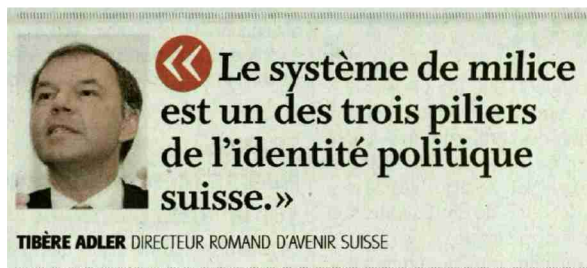 « Le système de milice
est un des trois piliers
de l'identité politique
suisse.»
TIBÈRE ADLER DIRECTEUR ROMAND D'AVENIR SUISSE